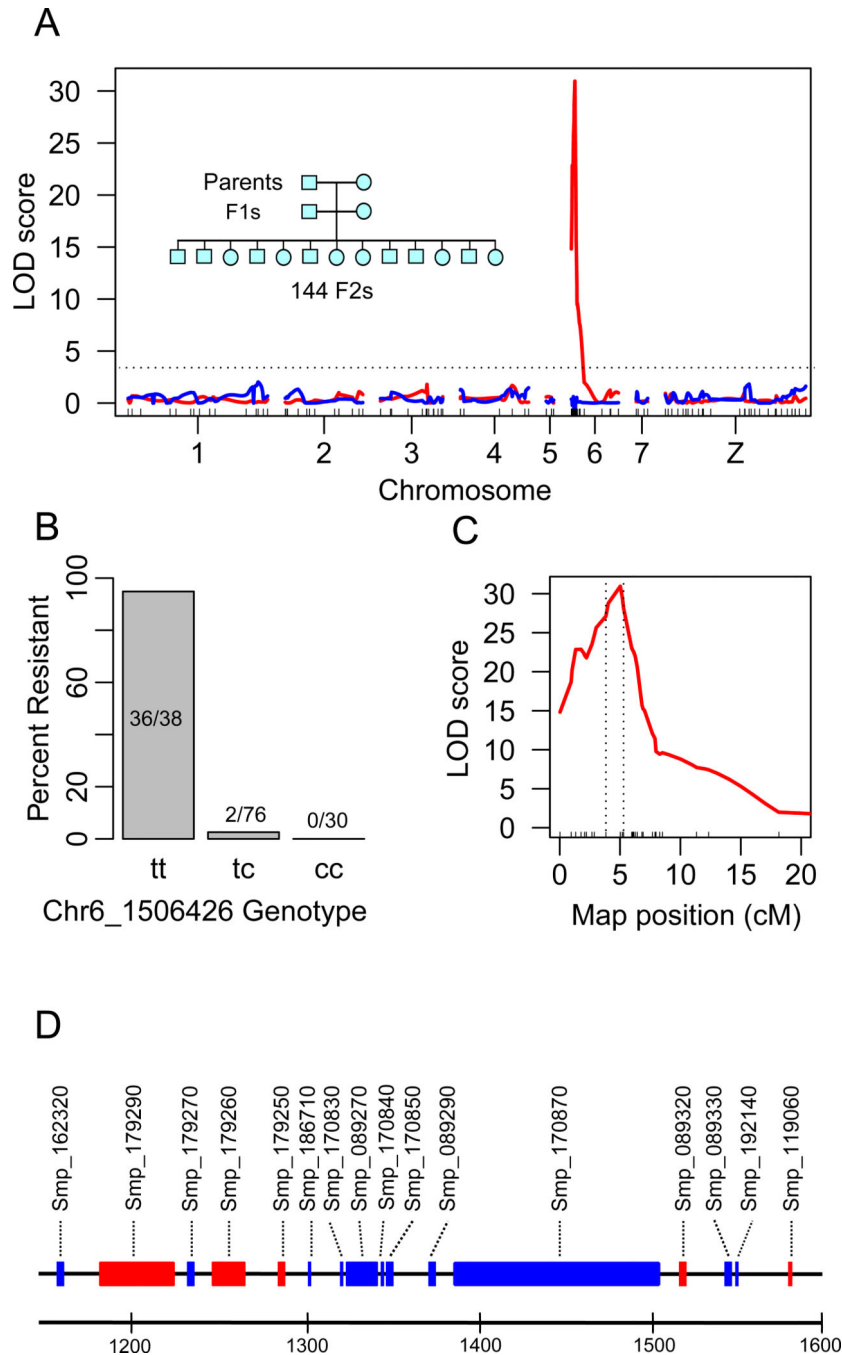 A
LOD score
30
25
20
15
10
5
0
Parents
F1s
144 F2s
1 2 3 4 5 6 7 Z
Chromosome
B
Percent Resistant
100
60
20
0
36/38
2/76
0/30
tt tc cc
Chr6_1506426 Genotype
C
LOD score
30
25
20
15
10
5
0
0 5 10 15 20
Map position (cM)
D
Smp_162320
Smp_179290
Smp_179270
Smp_179260
Smp_179250
Smp_186710
Smp_170830
Smp_089270
Smp_170840
Smp_170850
Smp_089290
Smp_170870
Smp_089320
Smp_089330
Smp_192140
Smp_119060
1200 1300 1400 1500 1600